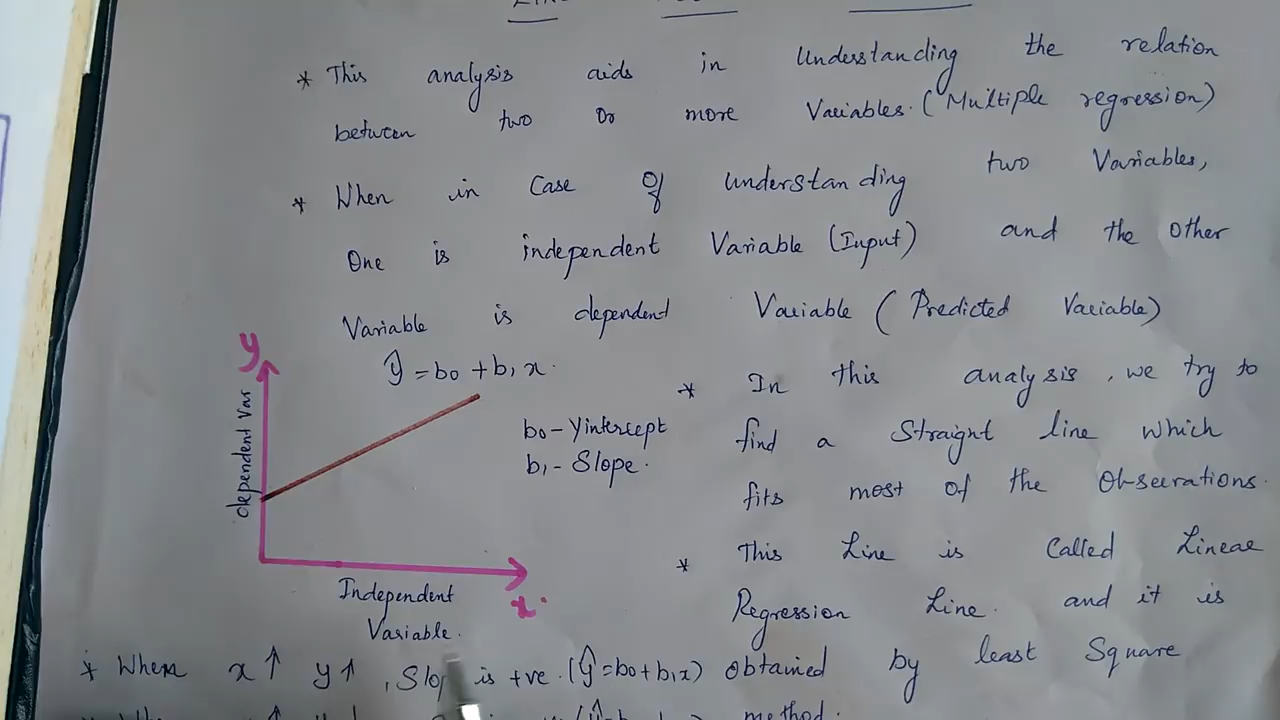 * This analysis aids in Understanding the relation
between two or more Variables. (Multiple regression)
* When in Case of understanding two Variables,
One is independent Variable (Input) and the other
Variable is dependent Variable (Predicted Variable)
y
dependent Var
ŷ = b0 + b1 x.
b0 - Yintercept
b1 - Slope.
Independent
Variable.
x.
* In this analysis, we try to
find a Straight line which
fits most of the Observations.
* This Line is Called Linear
Regression Line. and it is
obtained by least Square
method.
* When x ↑ y ↑, Slop is +ve. (ŷ = b0 + b1x)